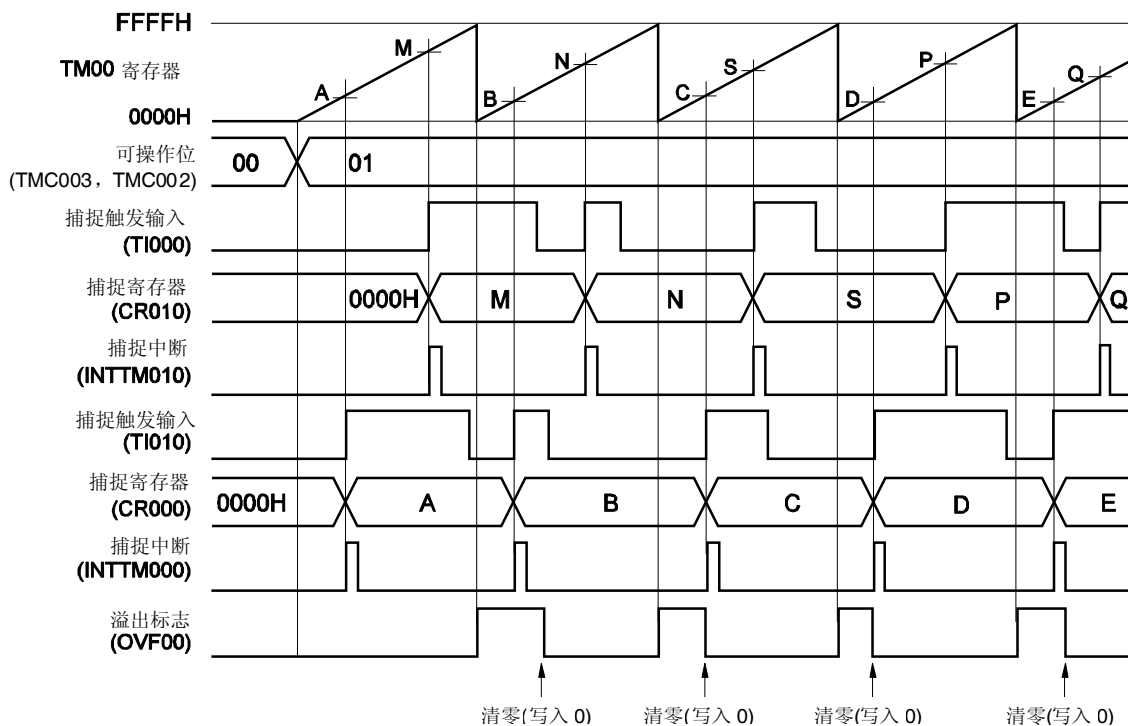 FFFFH
M
N
S
P
Q
TM00 寄存器
A
B
C
D
E
0000H
可操作位
(TMC003，TMC002)
00
01
捕捉触发输入
(TI000)
捕捉寄存器
(CR010)
0000H
M
N
S
P
Q
捕捉中断
(INTTM010)
捕捉触发输入
(TI010)
捕捉寄存器
(CR000)
0000H
A
B
C
D
E
捕捉中断
(INTTM000)
溢出标志
(OVF00)
清零(写入 0)
清零(写入 0)
清零(写入 0)
清零(写入 0)